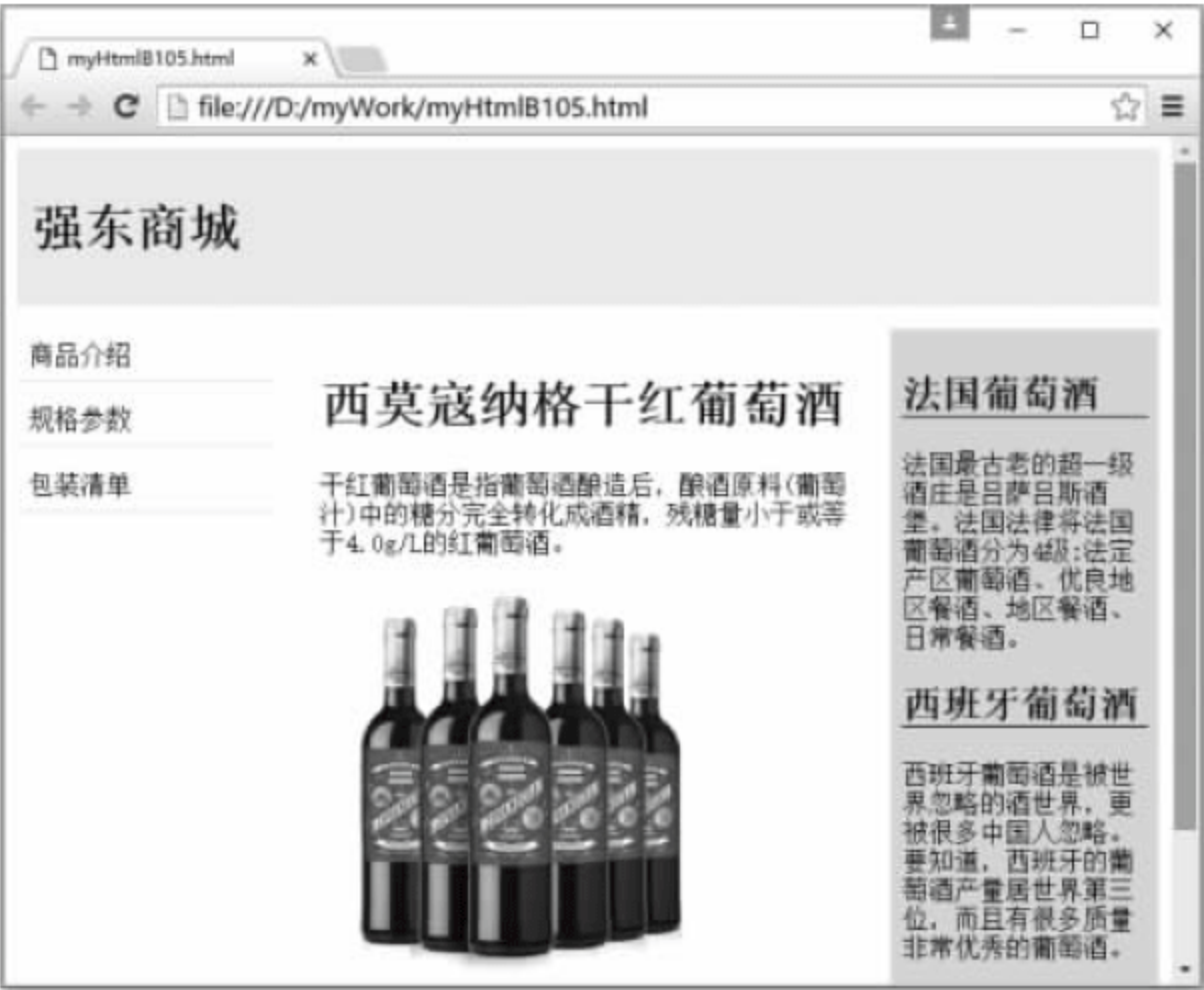 myHtmlB105.html
file:///D:/myWork/myHtmlB105.html
强东商城
商品介绍
规格参数
包装清单
西莫寇纳格干红葡萄酒
干红葡萄酒是指葡萄酒酿造后，酿酒原料(葡萄
汁)中的糖分完全转化成酒精，残糖量小于或等
于4.0g/L的红葡萄酒。
法国葡萄酒
法国最古老的超一级
酒庄是吕萨吕斯酒
堡。法国法律将法国
葡萄酒分为4级:法定
产区葡萄酒、优良地
区餐酒、地区餐酒、
日常餐酒。
西班牙葡萄酒
西班牙葡萄酒是被世
界忽略的酒世界，更
被很多中国人忽略。
要知道，西班牙的葡
萄酒产量居世界第三
位，而且有很多质量
非常优秀的葡萄酒。